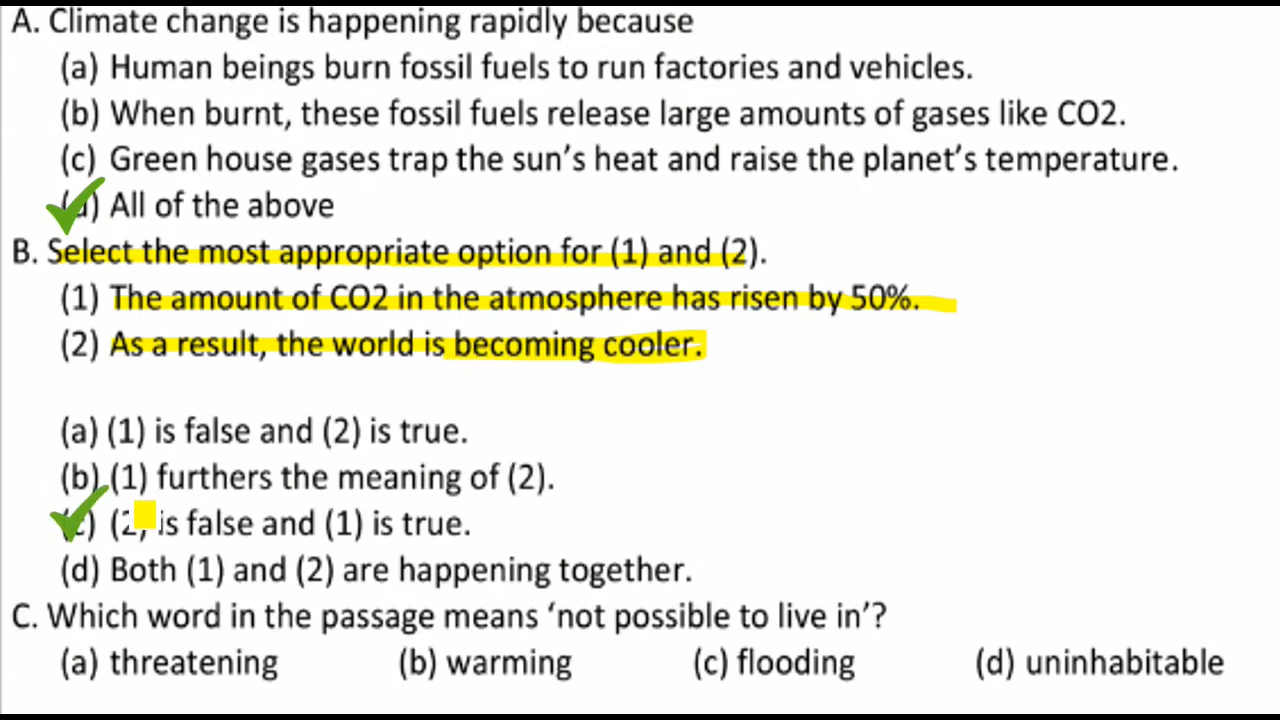 A. Climate change is happening rapidly because
(a) Human beings burn fossil fuels to run factories and vehicles.
(b) When burnt, these fossil fuels release large amounts of gases like CO2.
(c) Green house gases trap the sun's heat and raise the planet's temperature.
(d) All of the above
B. Select the most appropriate option for (1) and (2).
(1) The amount of CO2 in the atmosphere has risen by 50%.
(2) As a result, the world is becoming cooler.
(a) (1) is false and (2) is true.
(b) (1) furthers the meaning of (2).
(c) (2) is false and (1) is true.
(d) Both (1) and (2) are happening together.
C. Which word in the passage means ‘not possible to live in’?
(a) threatening (b) warming (c) flooding (d) uninhabitable